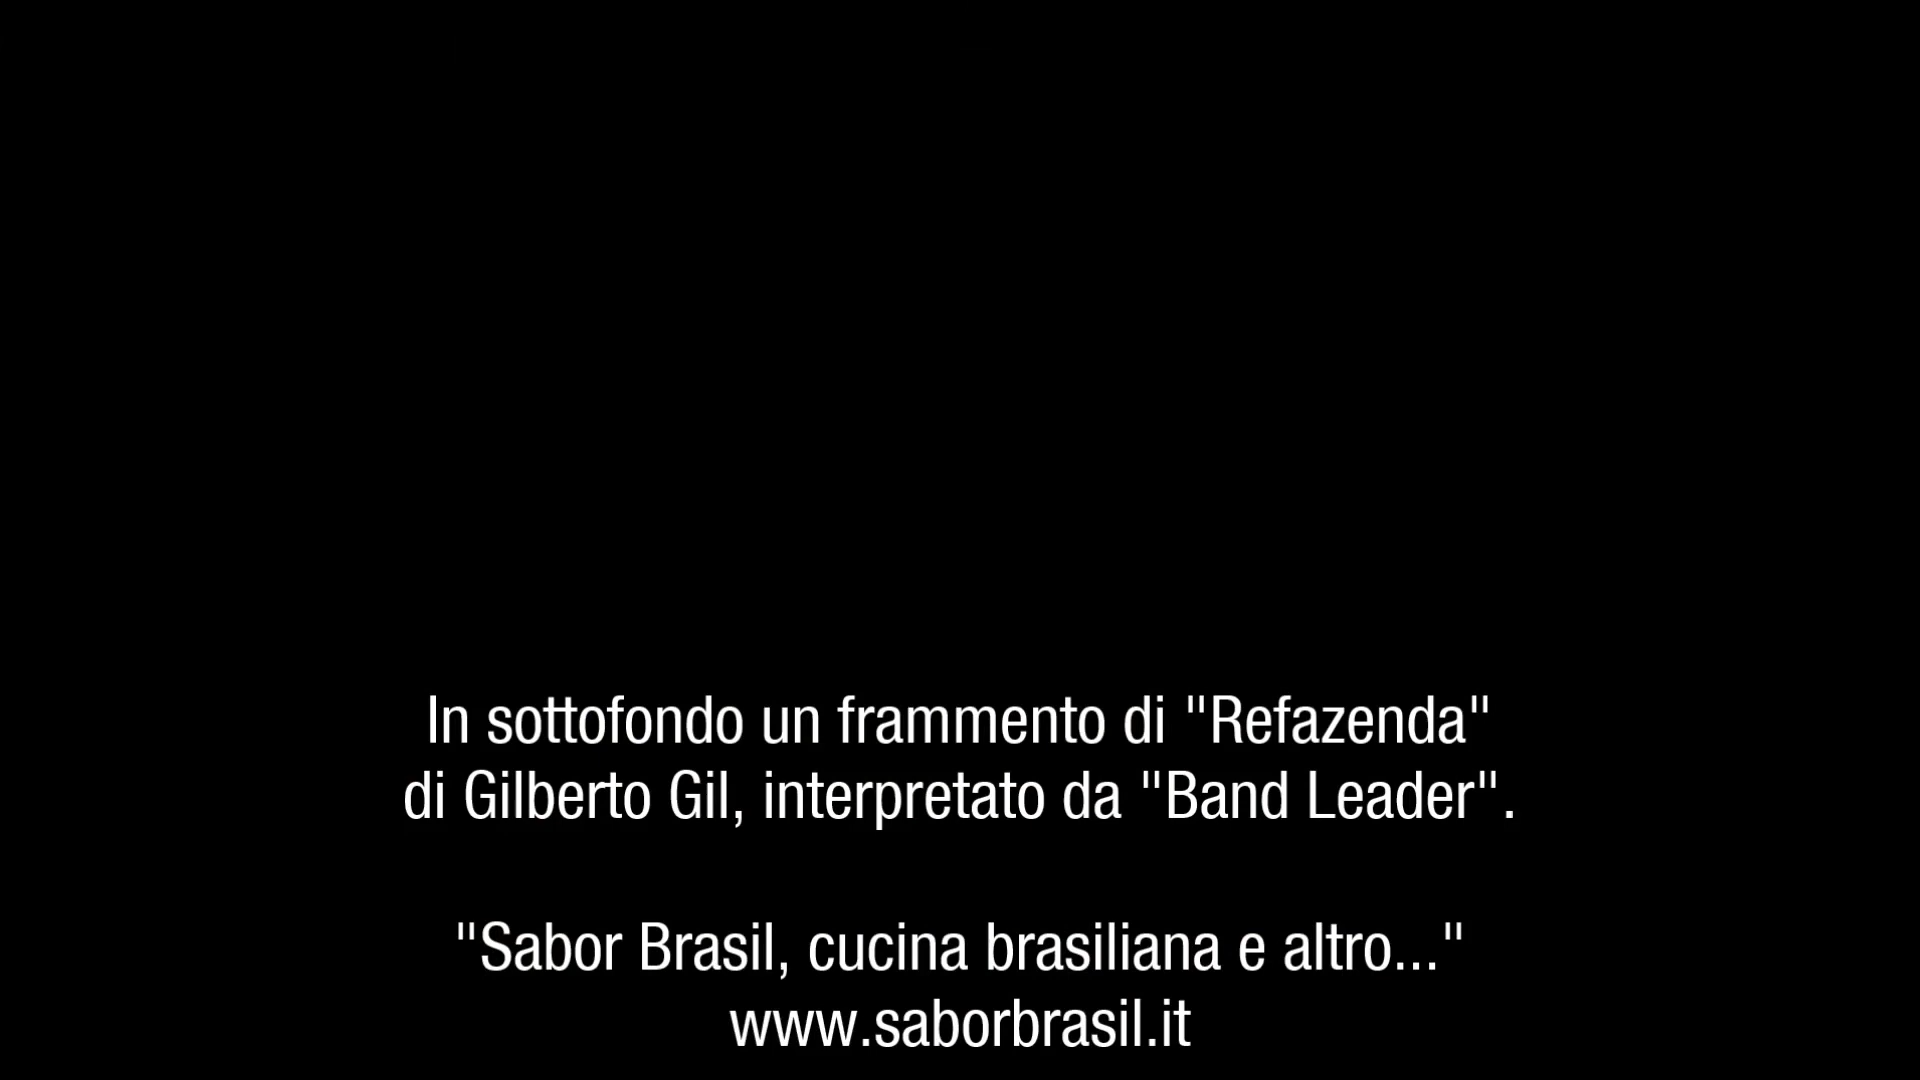 In sottofondo un frammento di "Refazenda"
di Gilberto Gil, interpretato da "Band Leader".
"Sabor Brasil, cucina brasiliana e altro..."
www.saborbrasil.it